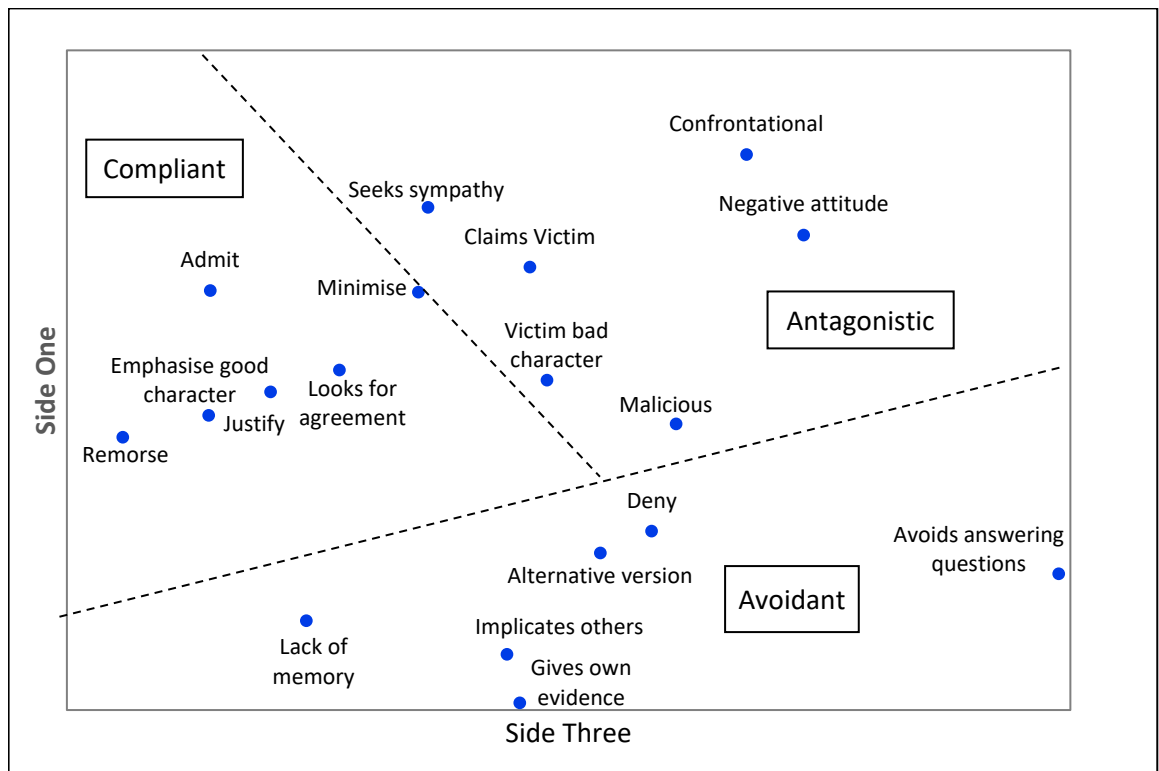 Confrontational
Compliant
Seeks sympathy
Negative attitude
Claims Victim
Admit
Minimise
Antagonistic
Victim bad
character
Emphasise good
character
Looks for
agreement
Justify
Malicious
Remorse
Side One
Deny
Avoids answering
questions
Alternative version
Avoidant
Implicates others
Lack of
memory
Gives own
evidence
Side Three